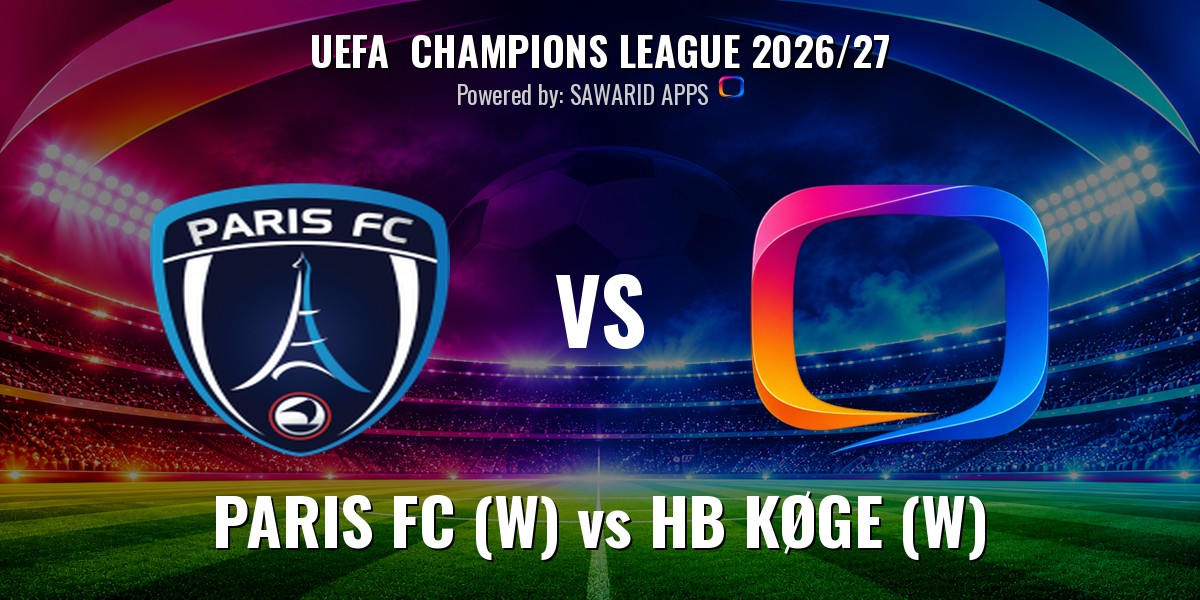 UEFA CHAMPIONS LEAGUE 2026/27
Powered by: SAWARID APPS
PARIS FC
VS
PARIS FC (W) vs HB KØGE (W)